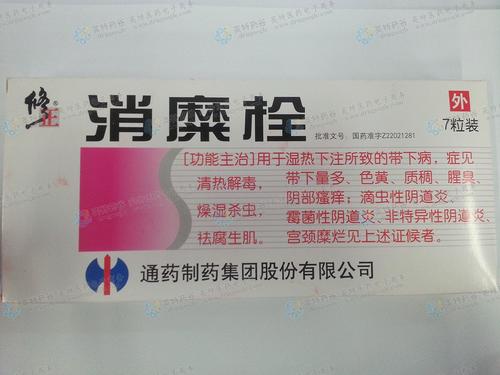 修正
消糜栓
外
7粒装
批准文号：国药准字Z22021281
[功能主治]用于湿热下注所致的带下病，症见
清热解毒，
带下量多、色黄、质稠、腥臭、
阴部瘙痒；滴虫性阴道炎、
燥湿杀虫，
霉菌性阴道炎、非特异性阴道炎、
祛腐生肌。
宫颈糜烂见上述证候者。
通药制药集团股份有限公司